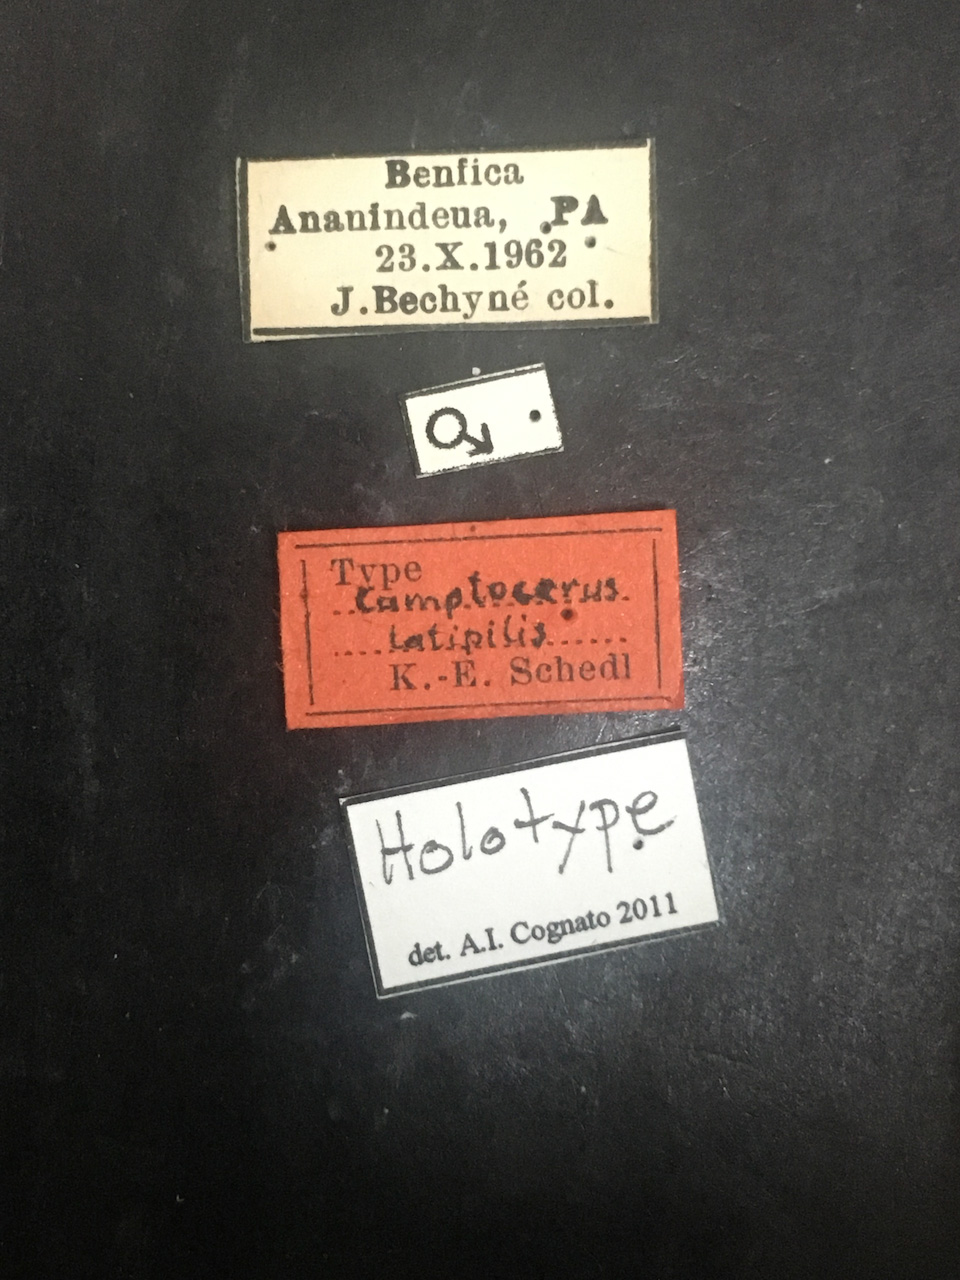 Benfica
Ananindeua, PA
23.X.1962
J.Bechyné col.
♂
Type
Camptocerus
latipilis
K.-E. Schedl
Holotype
det. A.I. Cognato 2011